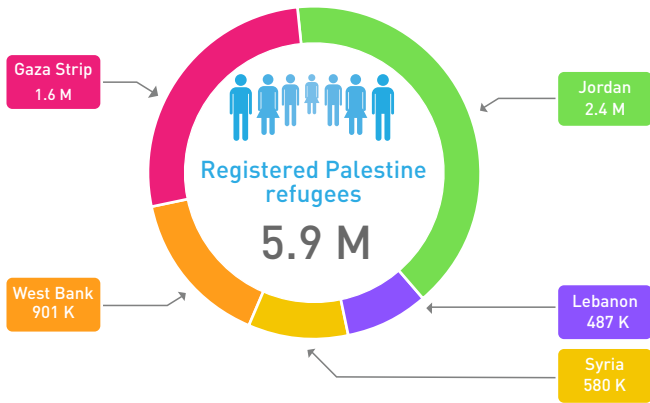 Gaza Strip
1.6 M
Jordan
2.4 M
Registered Palestine
refugees
5.9 M
West Bank
901 K
Lebanon
487 K
Syria
580 K